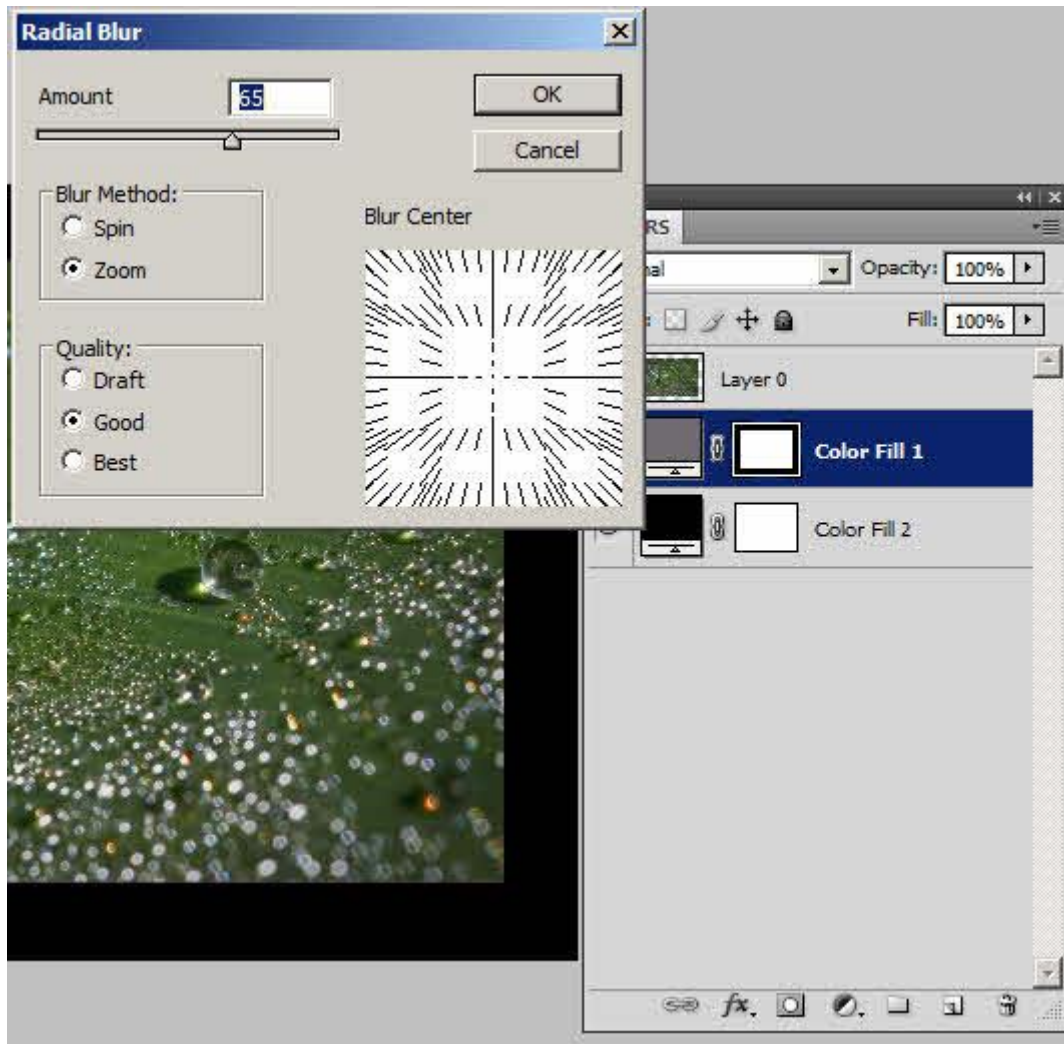 Radial Blur
Amount
65
OK
Cancel
Blur Method:
Spin
Zoom
Blur Center
Quality:
Draft
Good
Best
RS
Opacity: 100%
Fill: 100%
Layer 0
Color Fill 1
Color Fill 2
fx.